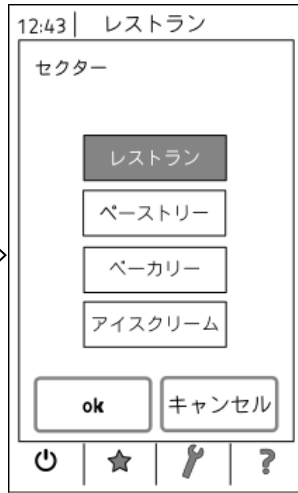 12:43 レストラン
セクター
レストラン
ペーストリー
ベーカリー
アイスクリーム
ok キャンセル
?